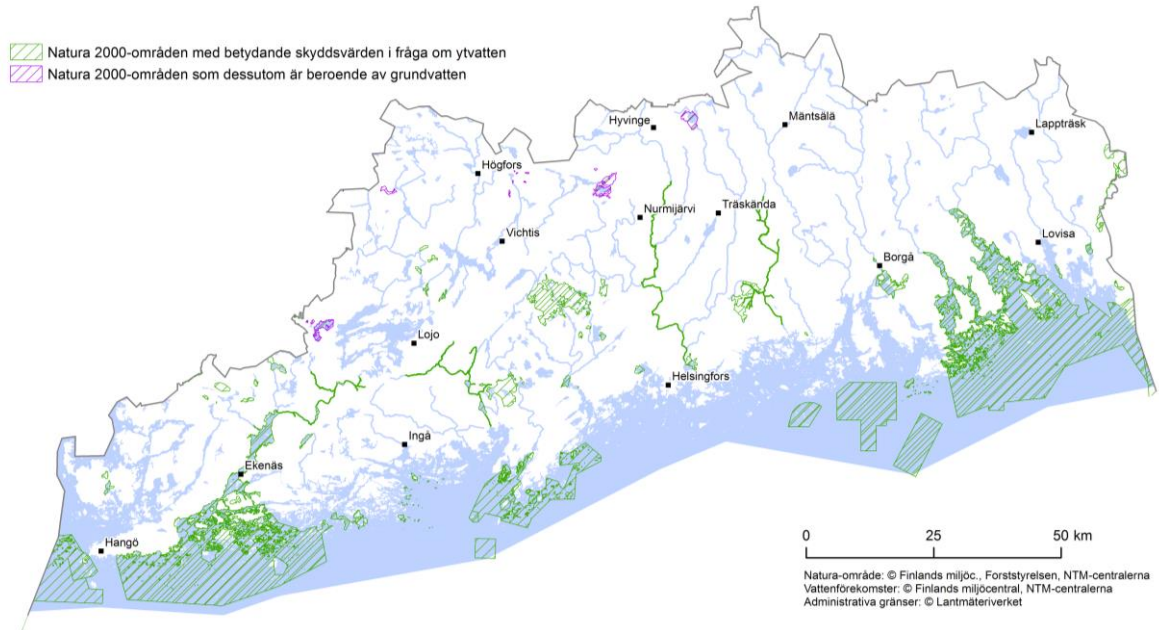 Natura 2000-områden med betydande skyddsvärden i fråga om ytvatten
Natura 2000-områden som dessutom är beroende av grundvatten
Hyvinge
Mäntsälä
Lappträsk
Högfors
Nurmijärvi
Träskända
Vichtis
Lovisa
Borgå
Lojo
Helsingfors
Ingå
Ekenäs
Hangö
0 25 50 km
Natura-område: © Finlands miljöc., Forststyrelsen, NTM-centralerna
Vattenförekomster: © Finlands miljöcentral, NTM-centralerna
Administrativa gränser: © Lantmäteriverket